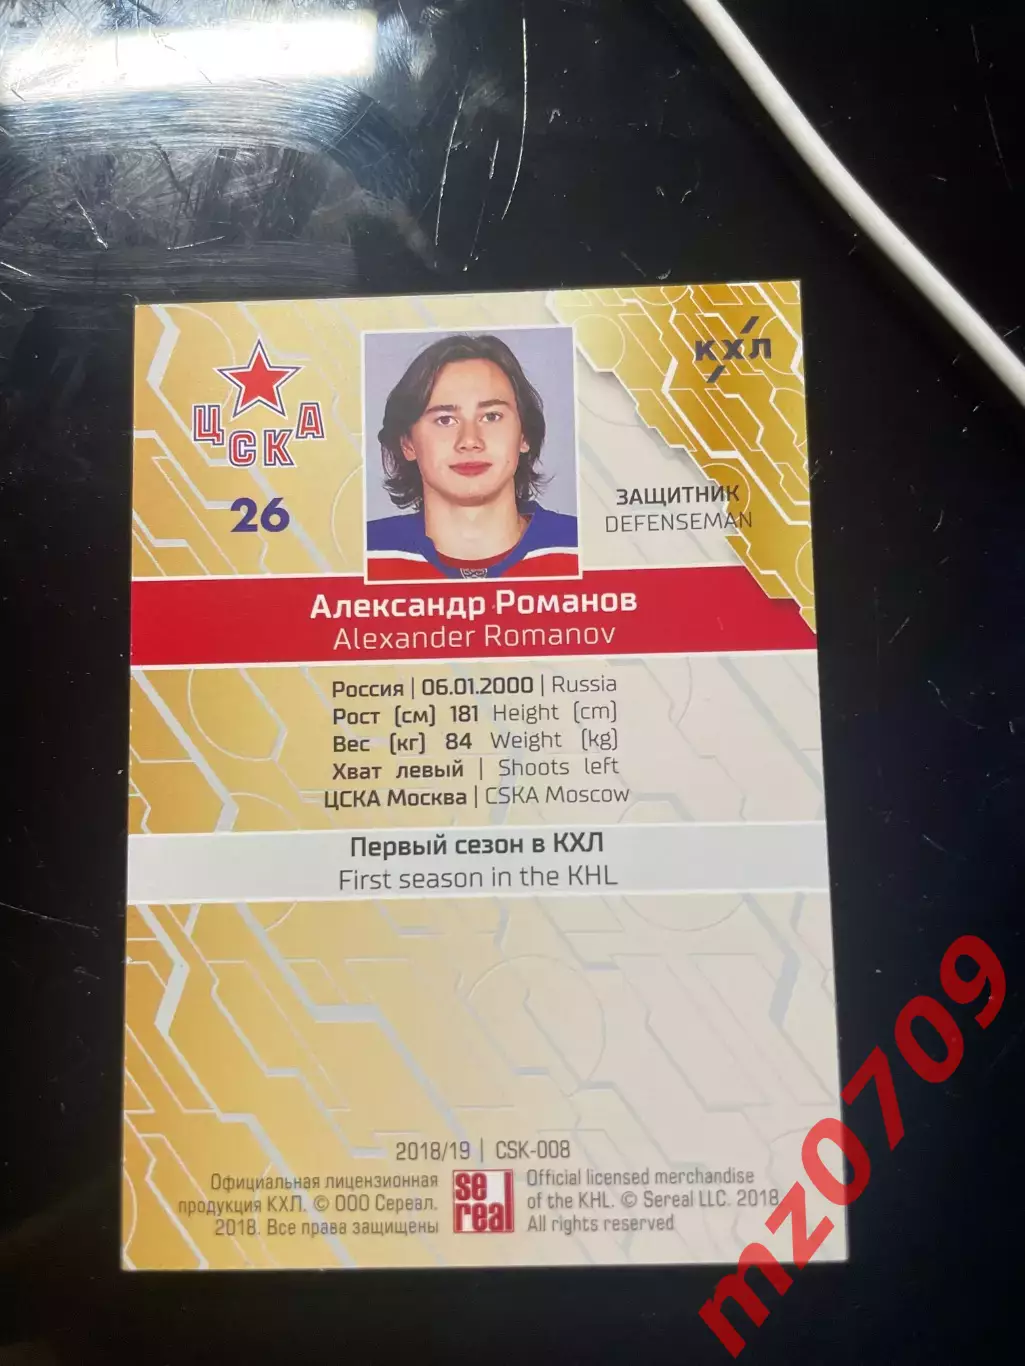 ЦСКА
КХЛ
26
ЗАЩИТНИК
DEFENSEMAN
Александр Романов
Alexander Romanov
Россия | 06.01.2000 | Russia
Рост (см) 181 Height (cm)
Вес (кг) 84 Weight (kg)
Хват левый | Shoots left
ЦСКА Москва | CSKA Moscow
Первый сезон в КХЛ
First season in the KHL
2018/19 | CSK-008
Официальная лицензионная
продукция КХЛ. © ООО Сереал.
2018. Все права защищены
se
real
Official licensed merchandise
of the KHL. © Sereal LLC. 2018.
All rights reserved
mz0709